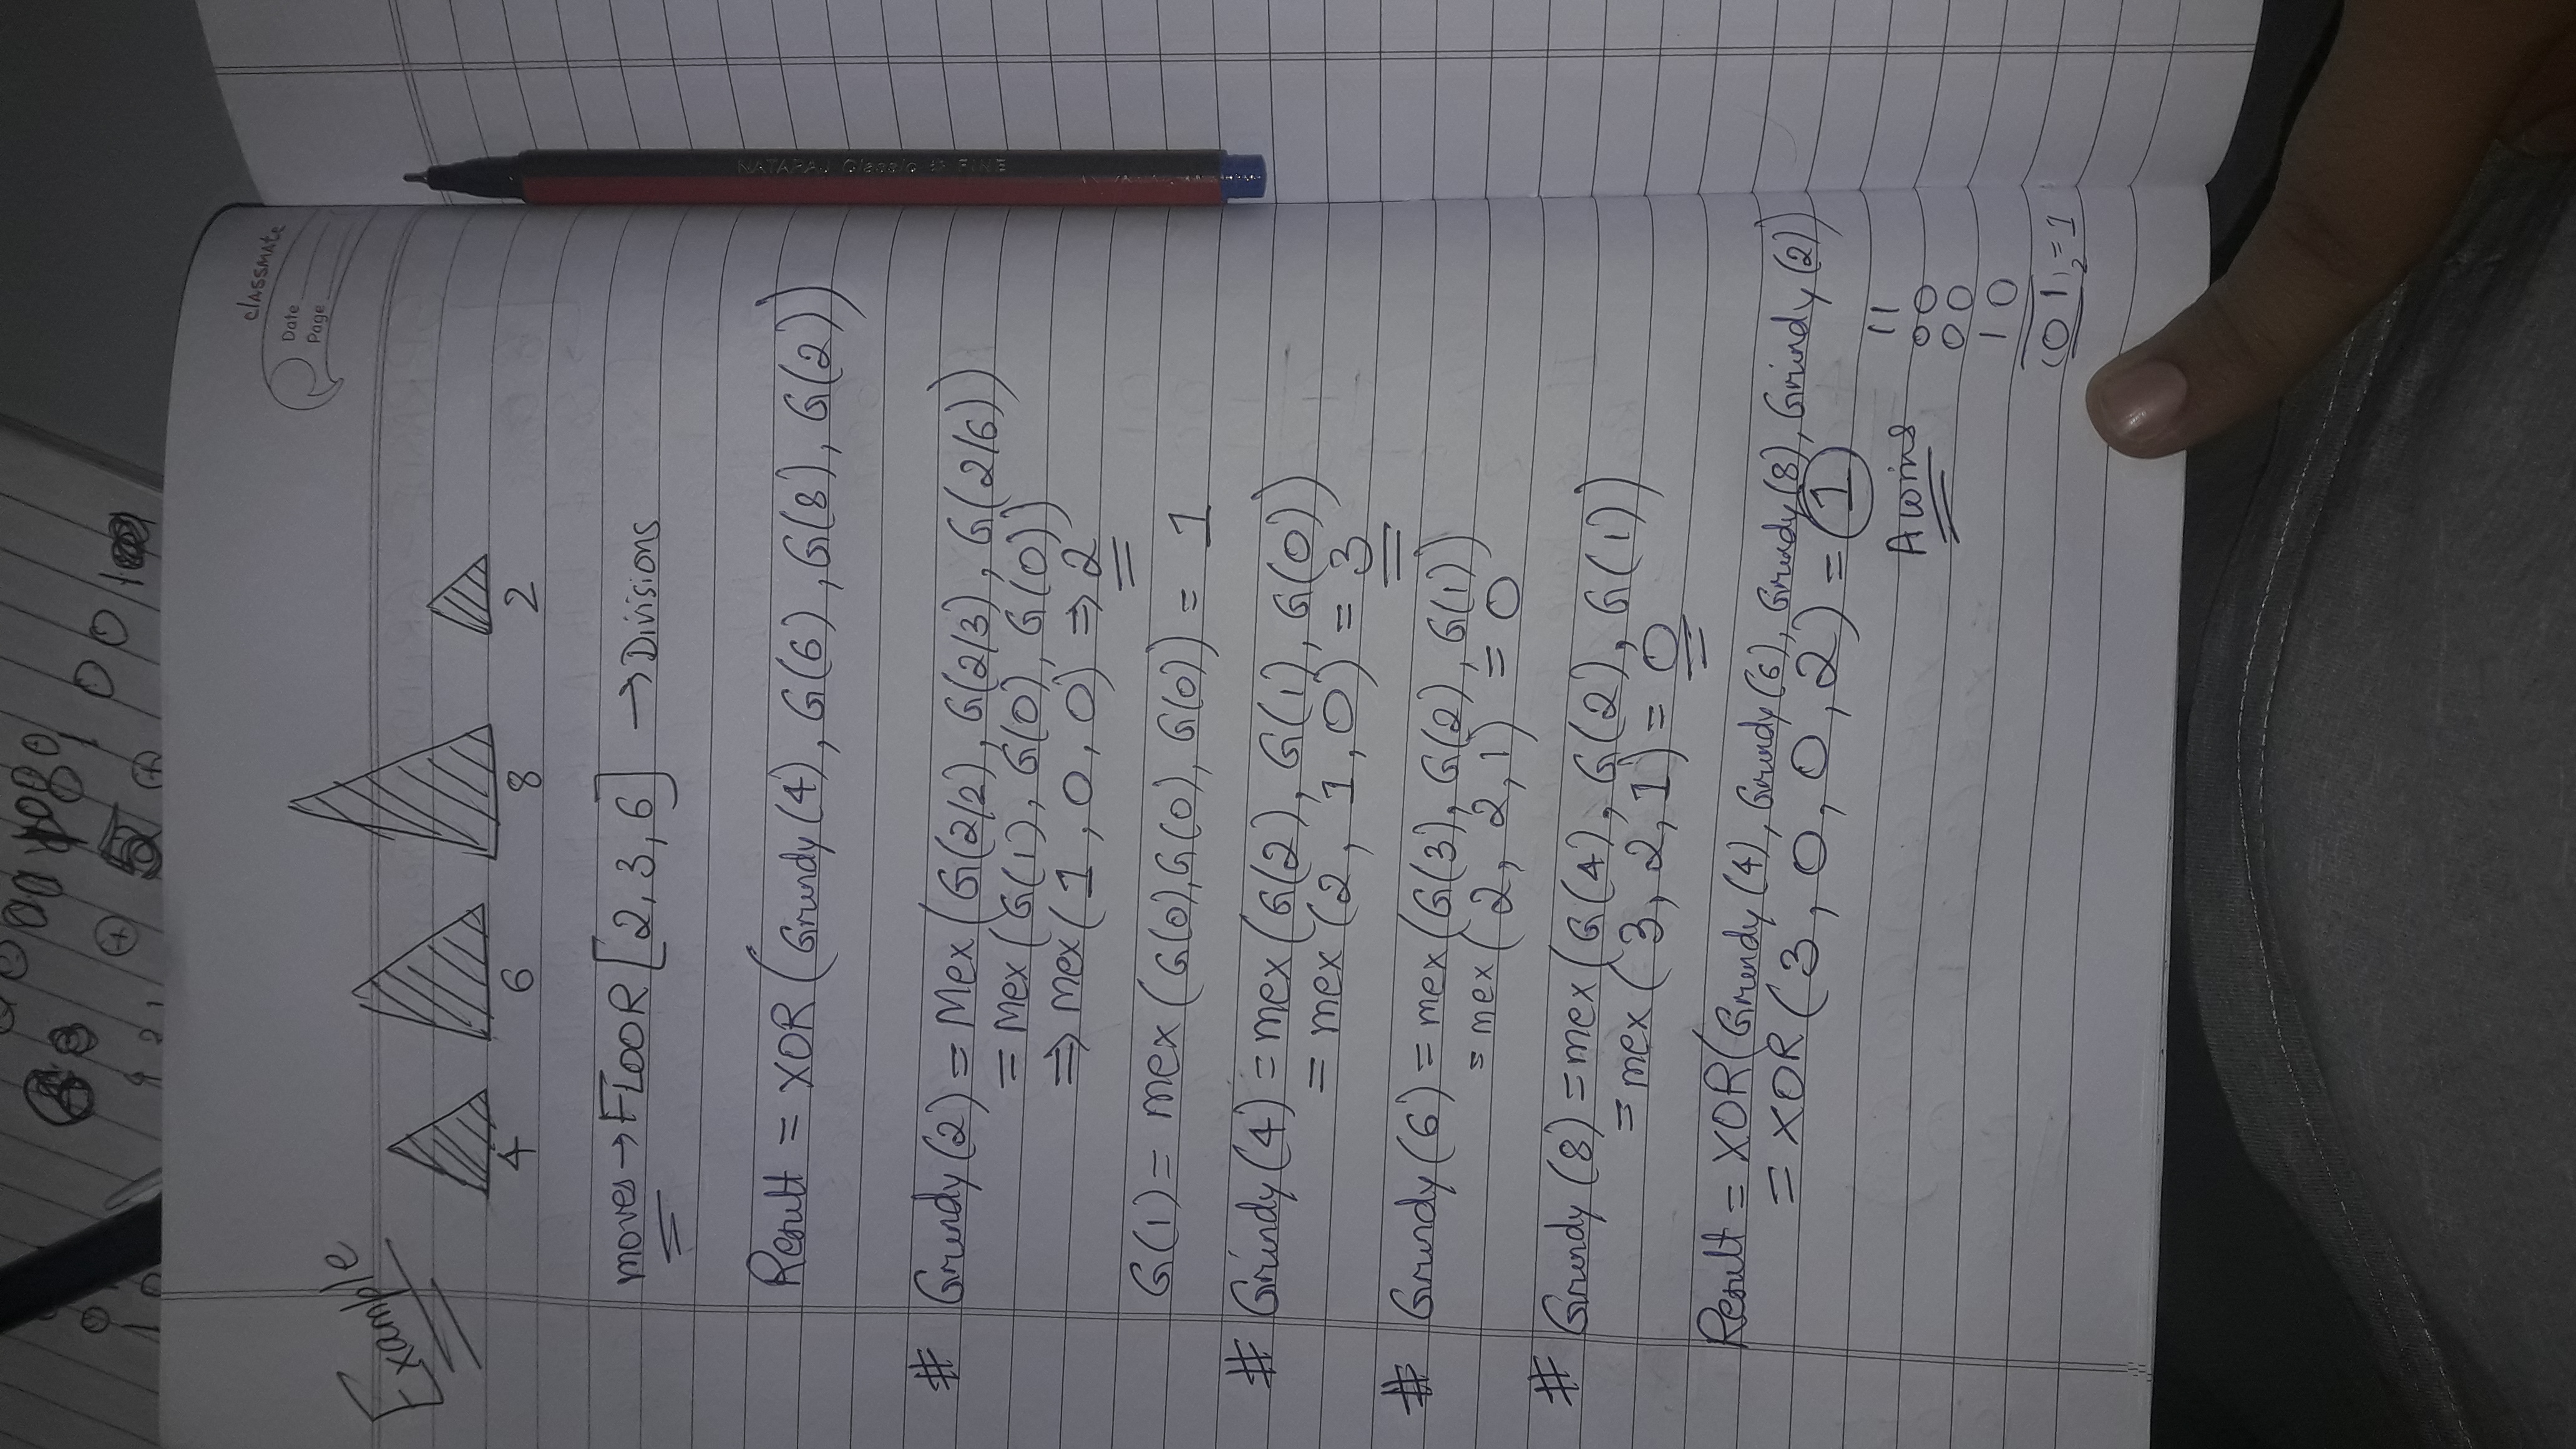 classmate
Date
Page
Example
4 6 8 2
moves → FLOOR [2, 3, 6] → Divisions
Result = XOR (Grundy (4), G(6), G(8), G(2))
# Grundy (2) = Mex (G(2/2), G(2/3), G(2/6))
= Mex (G(1), G(0), G(0))
⇒ mex (1, 0, 0) ⇒ 2
G(1) = mex (G(0), G(0), G(0)) = 1
# Grundy (4) = mex (G(2), G(1), G(0))
= mex (2, 1, 0) = 3
# Grundy (6) = mex (G(3), G(2), G(1))
= mex (2, 2, 1) = 0
# Grundy (8) = mex (G(4), G(2), G(1))
= mex (3, 2, 1) = 0
Result = XOR (Grundy (4), Grundy (6), Grundy (8), Grundy (2))
= XOR (3, 0, 0, 2) = 1
A wins
11
00
00
10
(01)₂ = 1